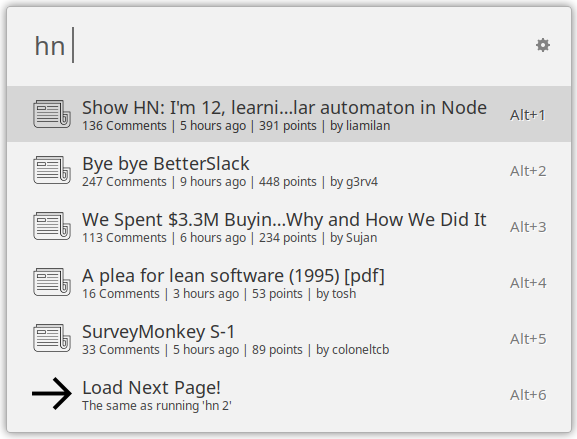 hn
Show HN: I'm 12, learni...lar automaton in Node
136 Comments | 5 hours ago | 391 points | by liamilan
Alt+1
Bye bye BetterSlack
247 Comments | 9 hours ago | 448 points | by g3rv4
Alt+2
We Spent $3.3M Buyin...Why and How We Did It
113 Comments | 6 hours ago | 234 points | by Sujan
Alt+3
A plea for lean software (1995) [pdf]
16 Comments | 3 hours ago | 53 points | by tosh
Alt+4
SurveyMonkey S-1
33 Comments | 5 hours ago | 89 points | by coloneltcb
Alt+5
Load Next Page!
The same as running 'hn 2'
Alt+6